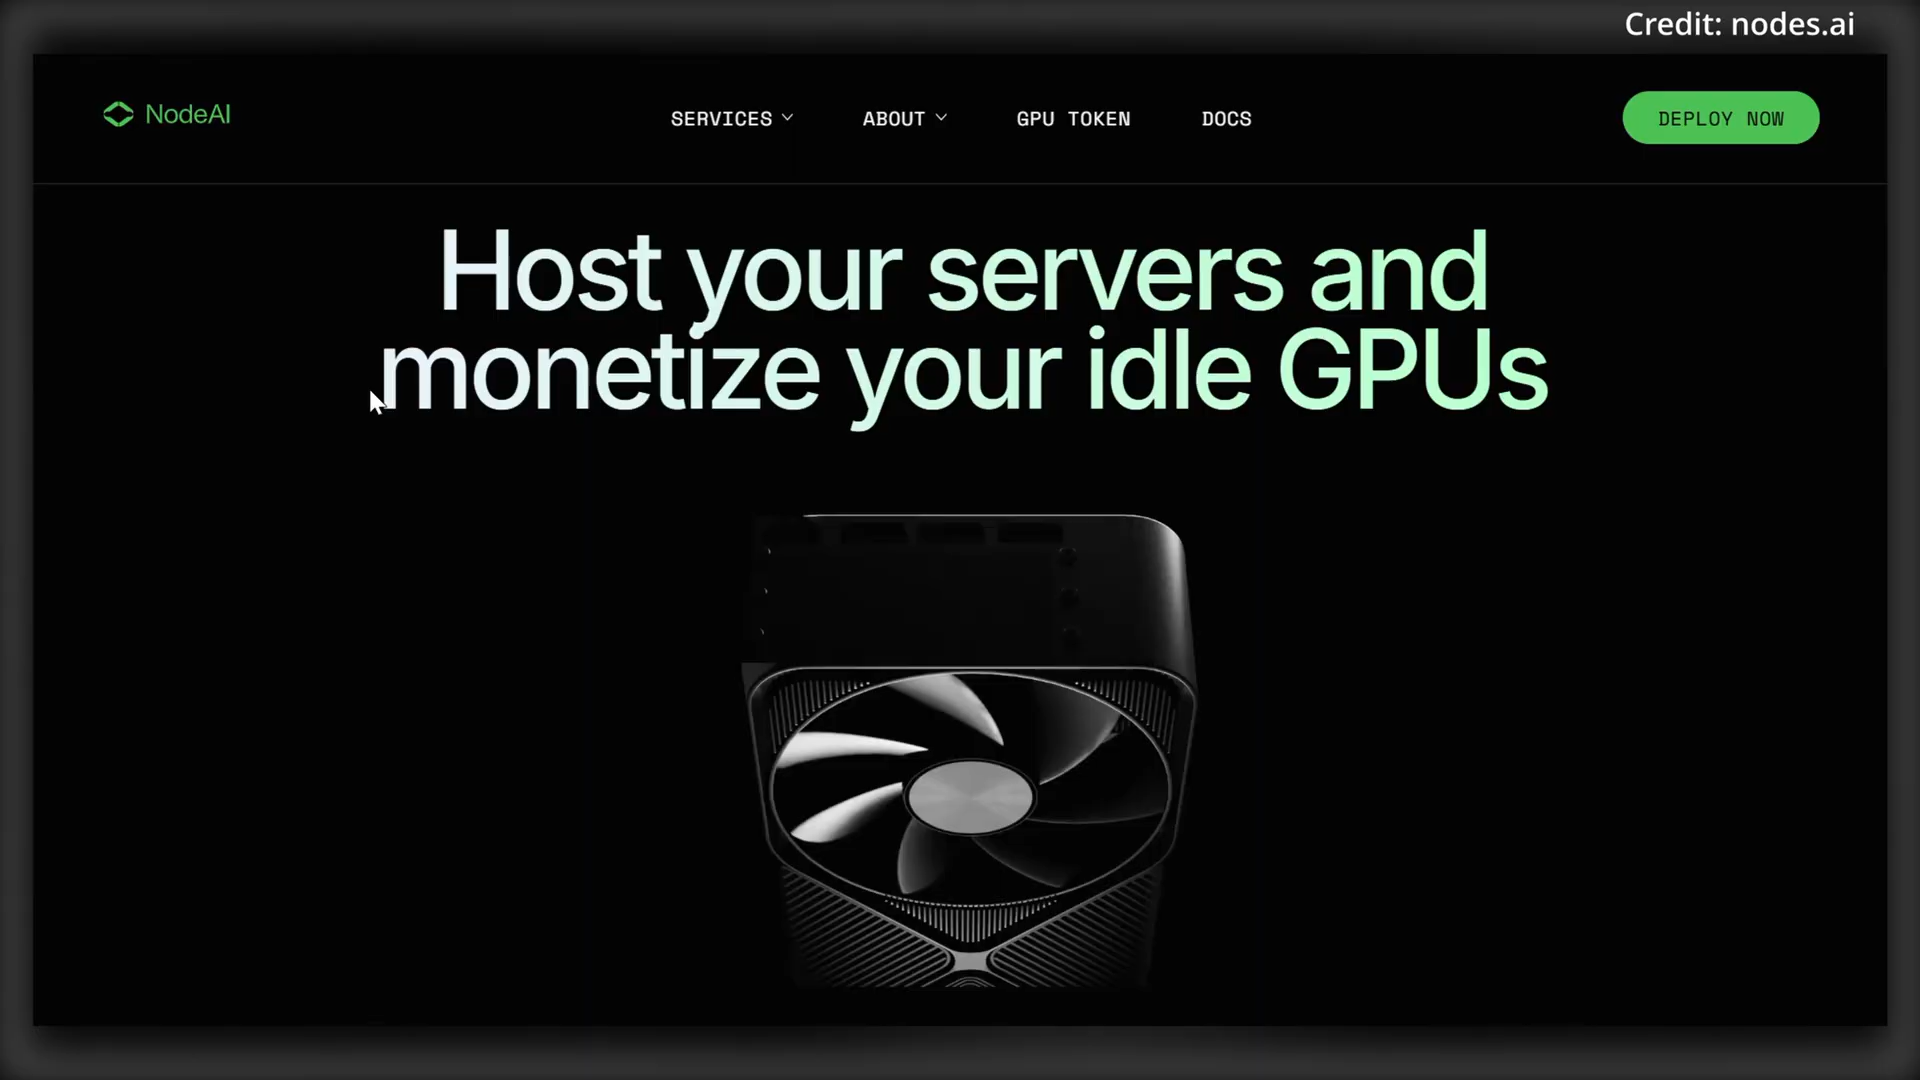 Credit: nodes.ai
NodeAI
SERVICES
ABOUT
GPU TOKEN
DOCS
DEPLOY NOW
Host your servers and
monetize your idle GPUs